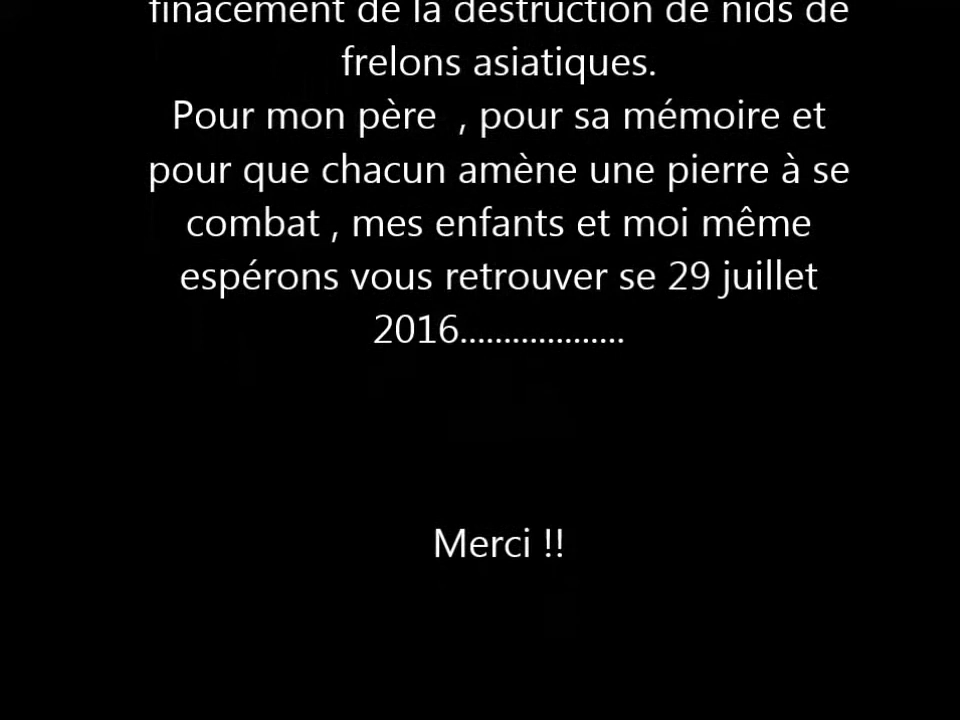 finacement de la destruction de nids de
frelons asiatiques.
Pour mon père  , pour sa mémoire et
pour que chacun amène une pierre à se
combat , mes enfants et moi même
espérons vous retrouver se 29 juillet
2016...................
Merci !!